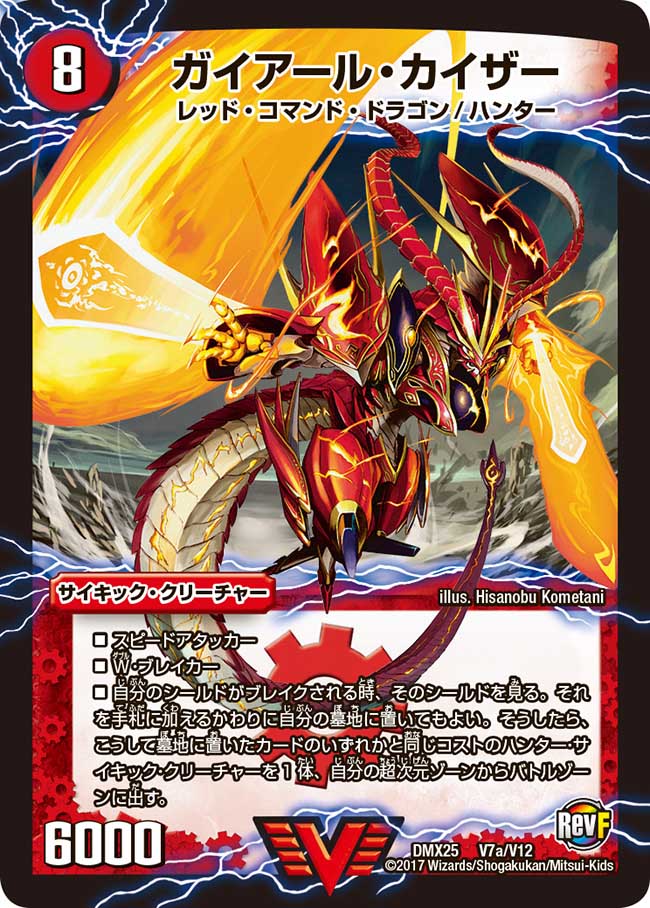 8
ガイアール・カイザー
レッド・コマンド・ドラゴン/ハンター
サイキック・クリーチャー
illus. Hisanobu Kometani
■ スピードアタッカー
■ W・ブレイカー
■ 自分のシールドがブレイクされる時、そのシールドを見る。それ
を手札に加えるかわりに自分の墓地に置いてもよい。そうしたら、
こうして墓地に置いたカードのいずれかと同じコストのハンター・サ
イキック・クリーチャーを1体、自分の超次元ゾーンからバトルゾー
ンに出す。
6000
V
RevF
DMX25 V7a/V12
©2017 Wizards/Shogakukan/Mitsui-Kids